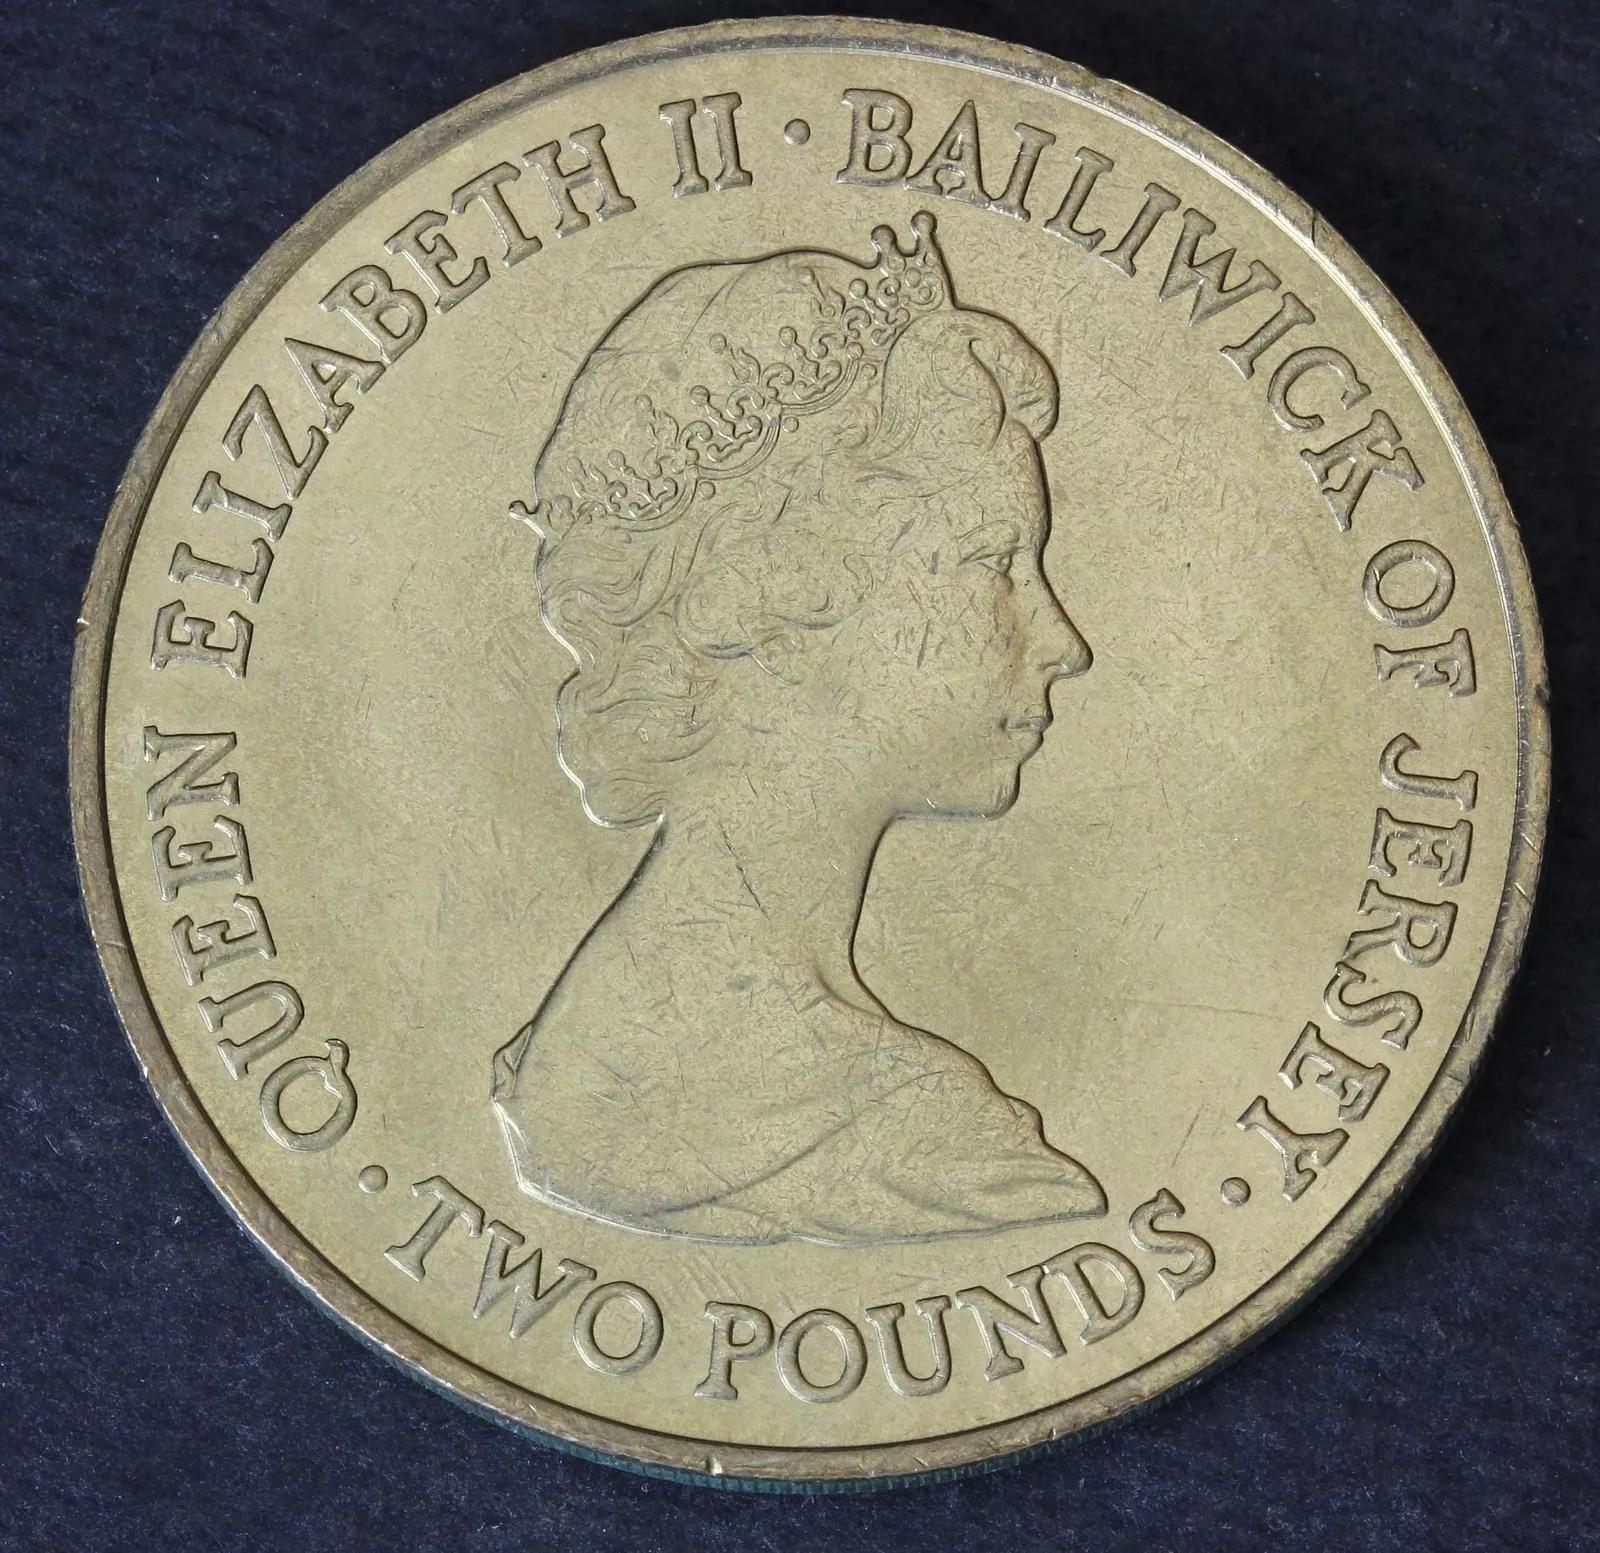 QUEEN ELIZABETH II · BAILIWICK OF JERSEY ·
TWO POUNDS ·